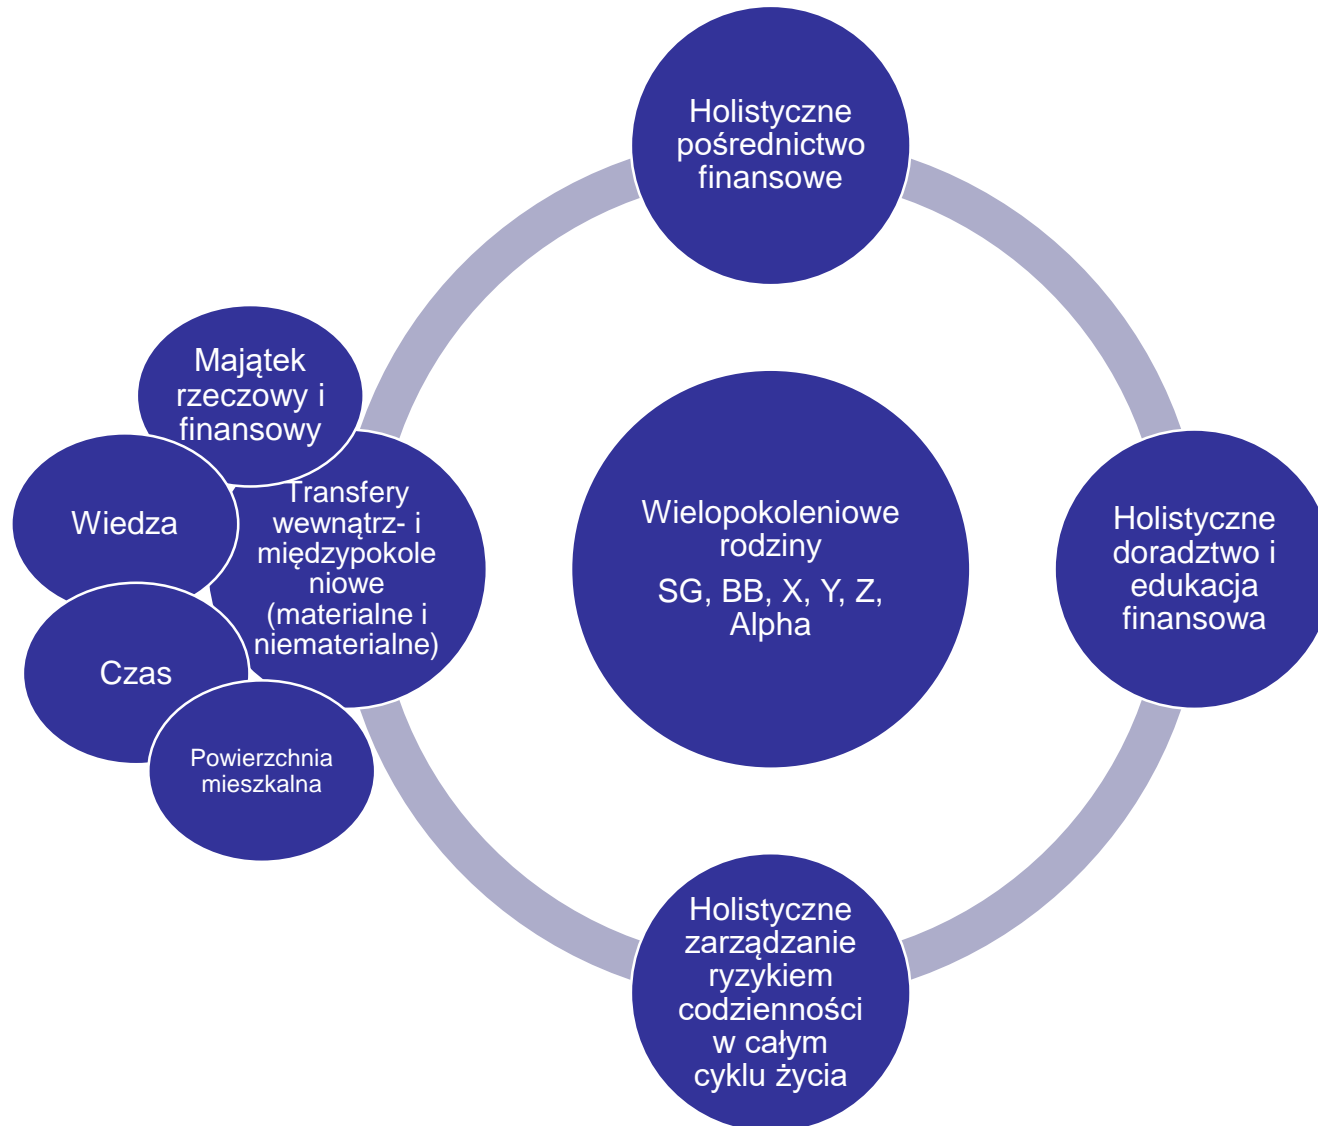 Holistyczne
pośrednictwo
finansowe
Majątek
rzeczowy i
finansowy
Wiedza
Czas
Powierzchnia
mieszkalna
Transfery
wewnątrz- i
międzypokole
niowe
(materialne i
niematerialne)
Wielopokoleniowe
rodziny
SG, BB, X, Y, Z,
Alpha
Holistyczne
doradztwo i
edukacja
finansowa
Holistyczne
zarządzanie
ryzykiem
codzienności
w całym
cyklu życia